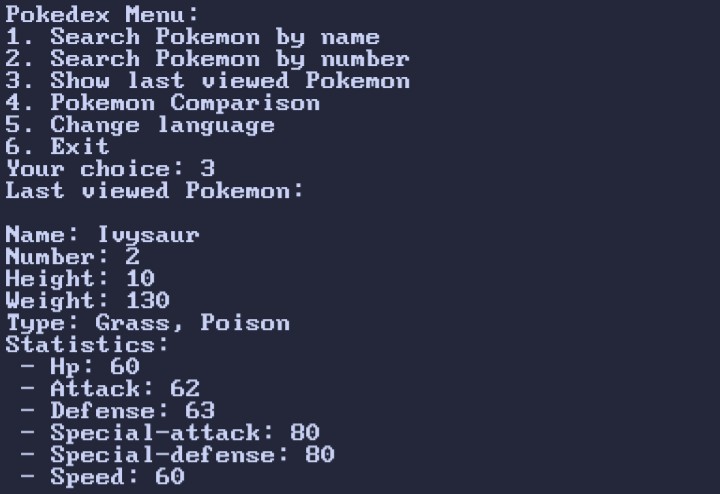 Pokedex Menu:
1. Search Pokemon by name
2. Search Pokemon by number
3. Show last viewed Pokemon
4. Pokemon Comparison
5. Change language
6. Exit
Your choice: 3
Last viewed Pokemon:
Name: Ivysaur
Number: 2
Height: 10
Weight: 130
Type: Grass, Poison
Statistics:
- Hp: 60
- Attack: 62
- Defense: 63
- Special-attack: 80
- Special-defense: 80
- Speed: 60